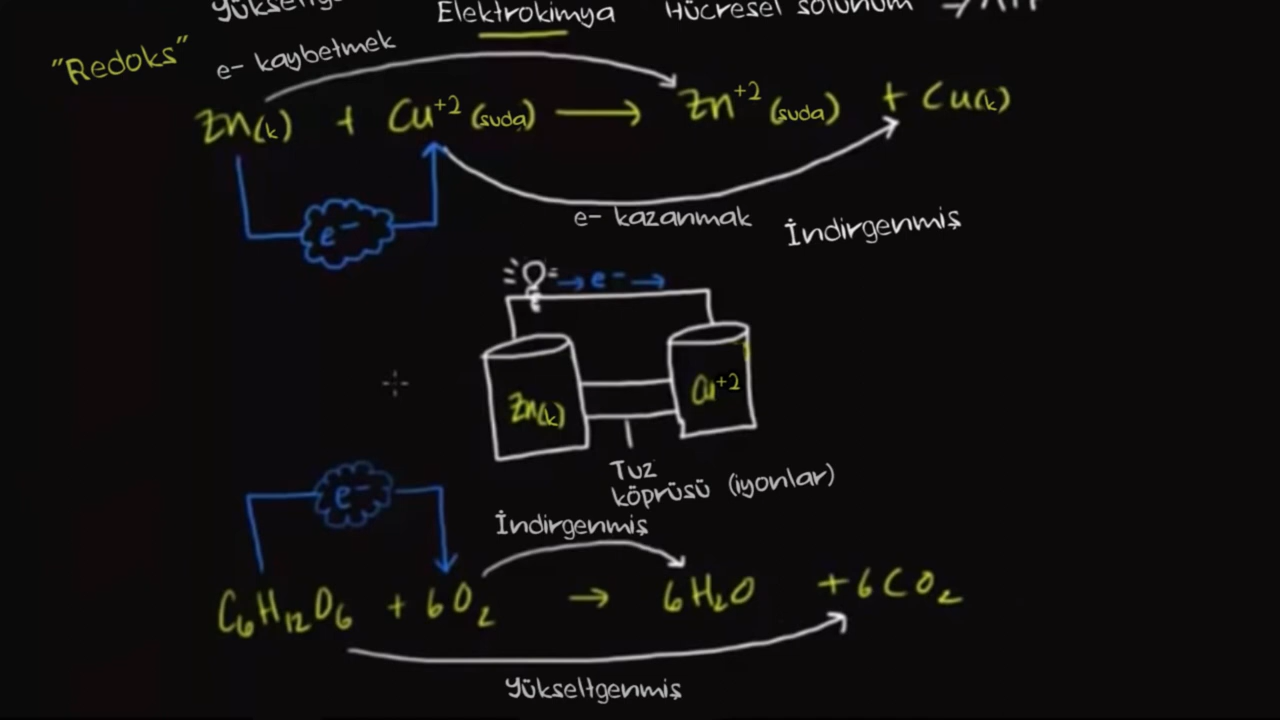 Elektrokimya Hücresel solunum
"Redoks" e- kaybetmek
Zn(k) + Cu+2 (suda) → Zn+2 (suda) + Cu(k)
e-
e- kazanmak İndirgenmiş
→ e- →
Zn(k) Cu+2
Tuz
köprüsü (iyonlar)
e-
İndirgenmiş
C6H12O6 + 6O2 → 6H2O + 6CO2
Yükseltgenmiş